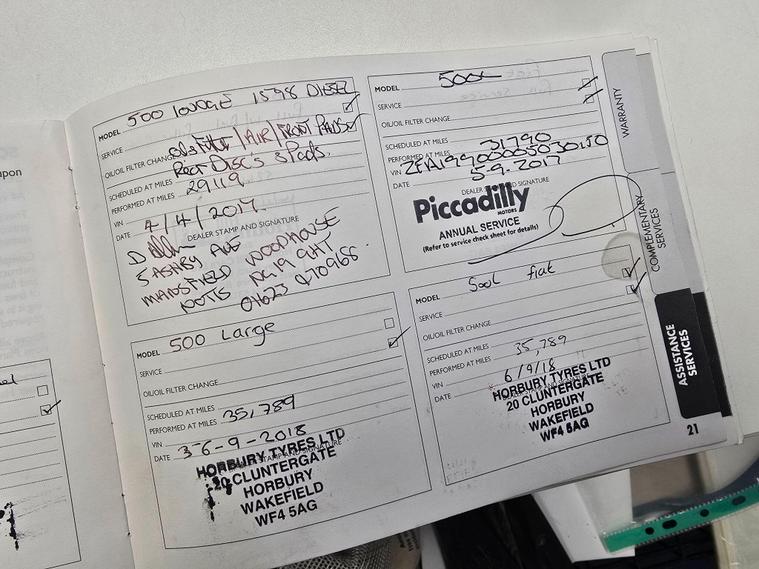 apon
MODEL 500 LOUNGE 1598 DIESEL
SERVICE
OIL/OIL FILTER CHANGE OIL & FILTER | AIR | FRONT PADS
REAR DISCS & PADS.
SCHEDULED AT MILES
PERFORMED AT MILES 29119
VIN
DATE 4/4/2017
DEALER STAMP AND SIGNATURE
5 ASHBY AVE
MANSFIELD WOODHOUSE
NOTTS NG19 9HT
01623 470968.
MODEL 500L
SERVICE
OIL/OIL FILTER CHANGE
SCHEDULED AT MILES
PERFORMED AT MILES 31790
VIN
DATE 5-9-2017
DEALER STAMP AND SIGNATURE
Piccadilly
MOTORS
ANNUAL SERVICE
(Refer to service check sheet for details)
MODEL 500 Large
SERVICE
OIL/OIL FILTER CHANGE
SCHEDULED AT MILES
PERFORMED AT MILES 35,789
VIN
DATE 3-6-9-2018
HORBURY TYRES LTD
20 CLUNTERGATE
HORBURY
WAKEFIELD
WF4 5AG
MODEL 500L fiat
SERVICE
OIL/OIL FILTER CHANGE
SCHEDULED AT MILES
PERFORMED AT MILES 35,789
VIN
DATE 6/9/18
HORBURY TYRES LTD
20 CLUNTERGATE
HORBURY
WAKEFIELD
WF4 5AG
WARRANTY
COMPLEMENTARY
SERVICES
ASSISTANCE
SERVICES
21